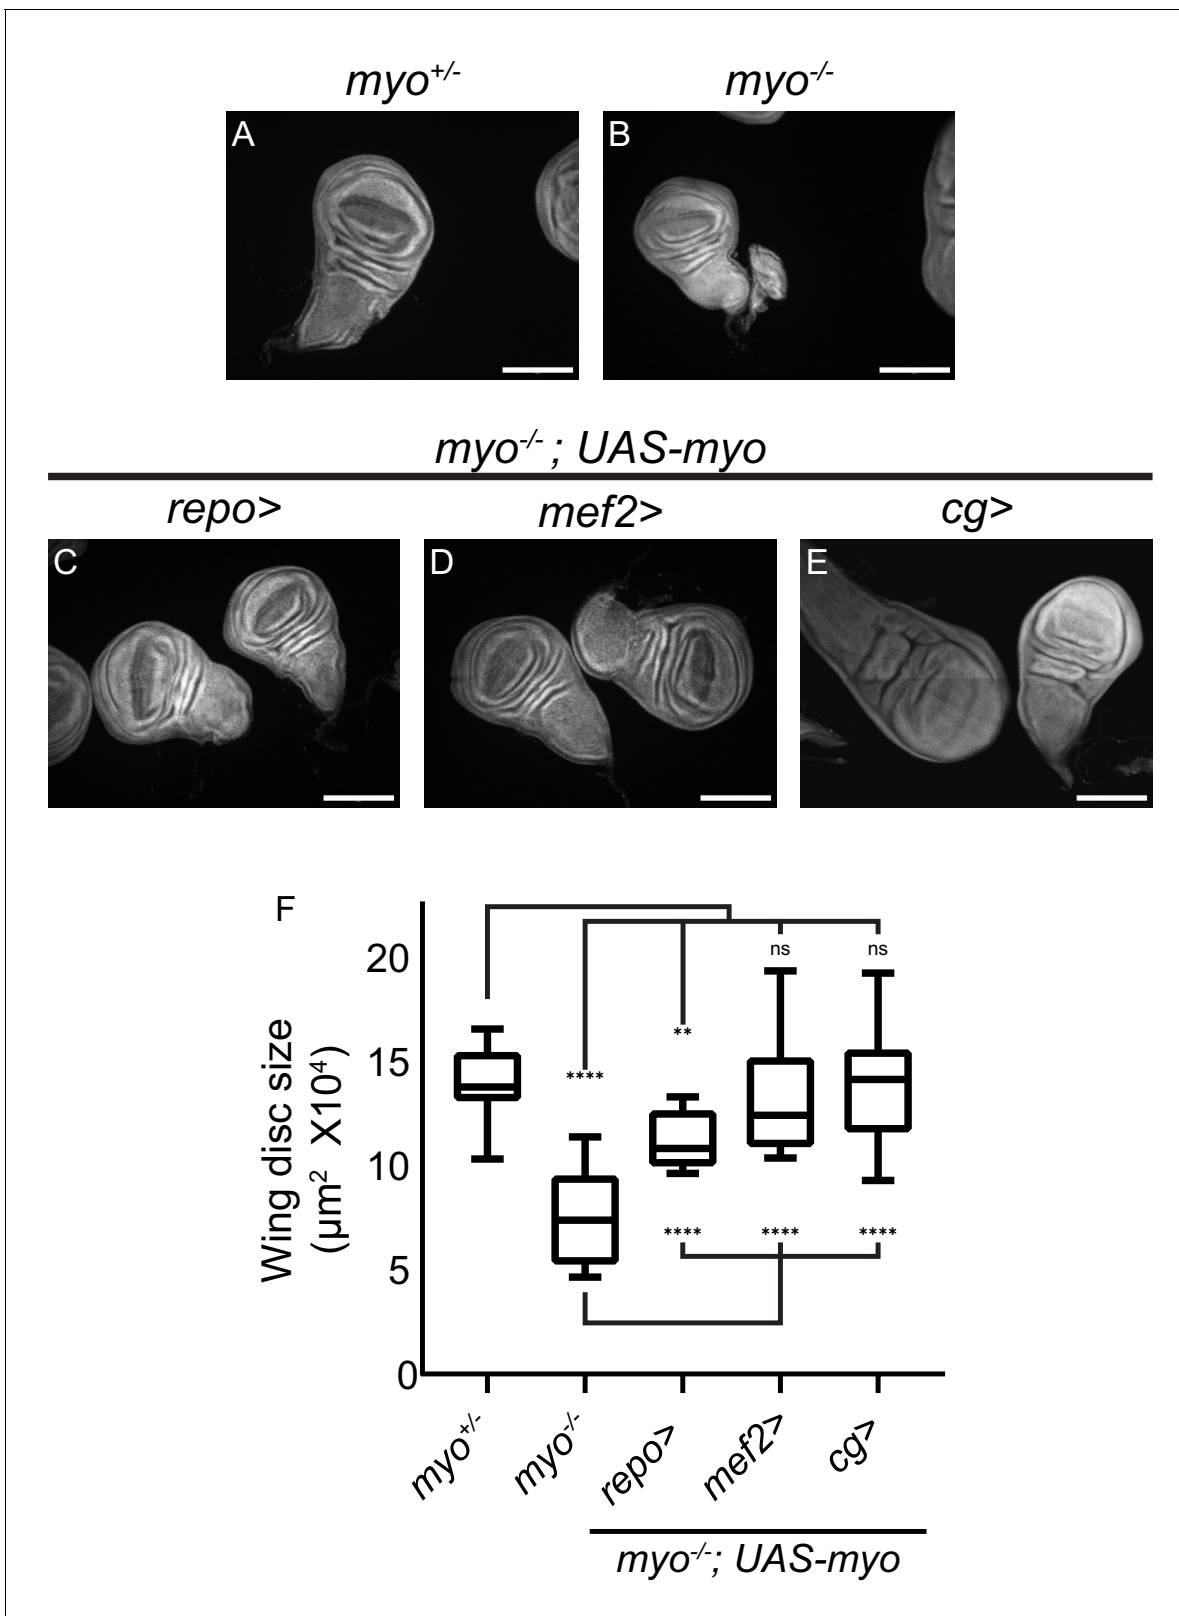 myo+/- myo-/-
A B
myo-/- ; UAS-myo
repo> mef2> cg>
C D E
F
ns ns
20
**
15
****
Wing disc size
(µm² X10⁴)
10
**** **** ****
5
0
myo+/- myo-/- repo> mef2> cg>
myo-/-; UAS-myo